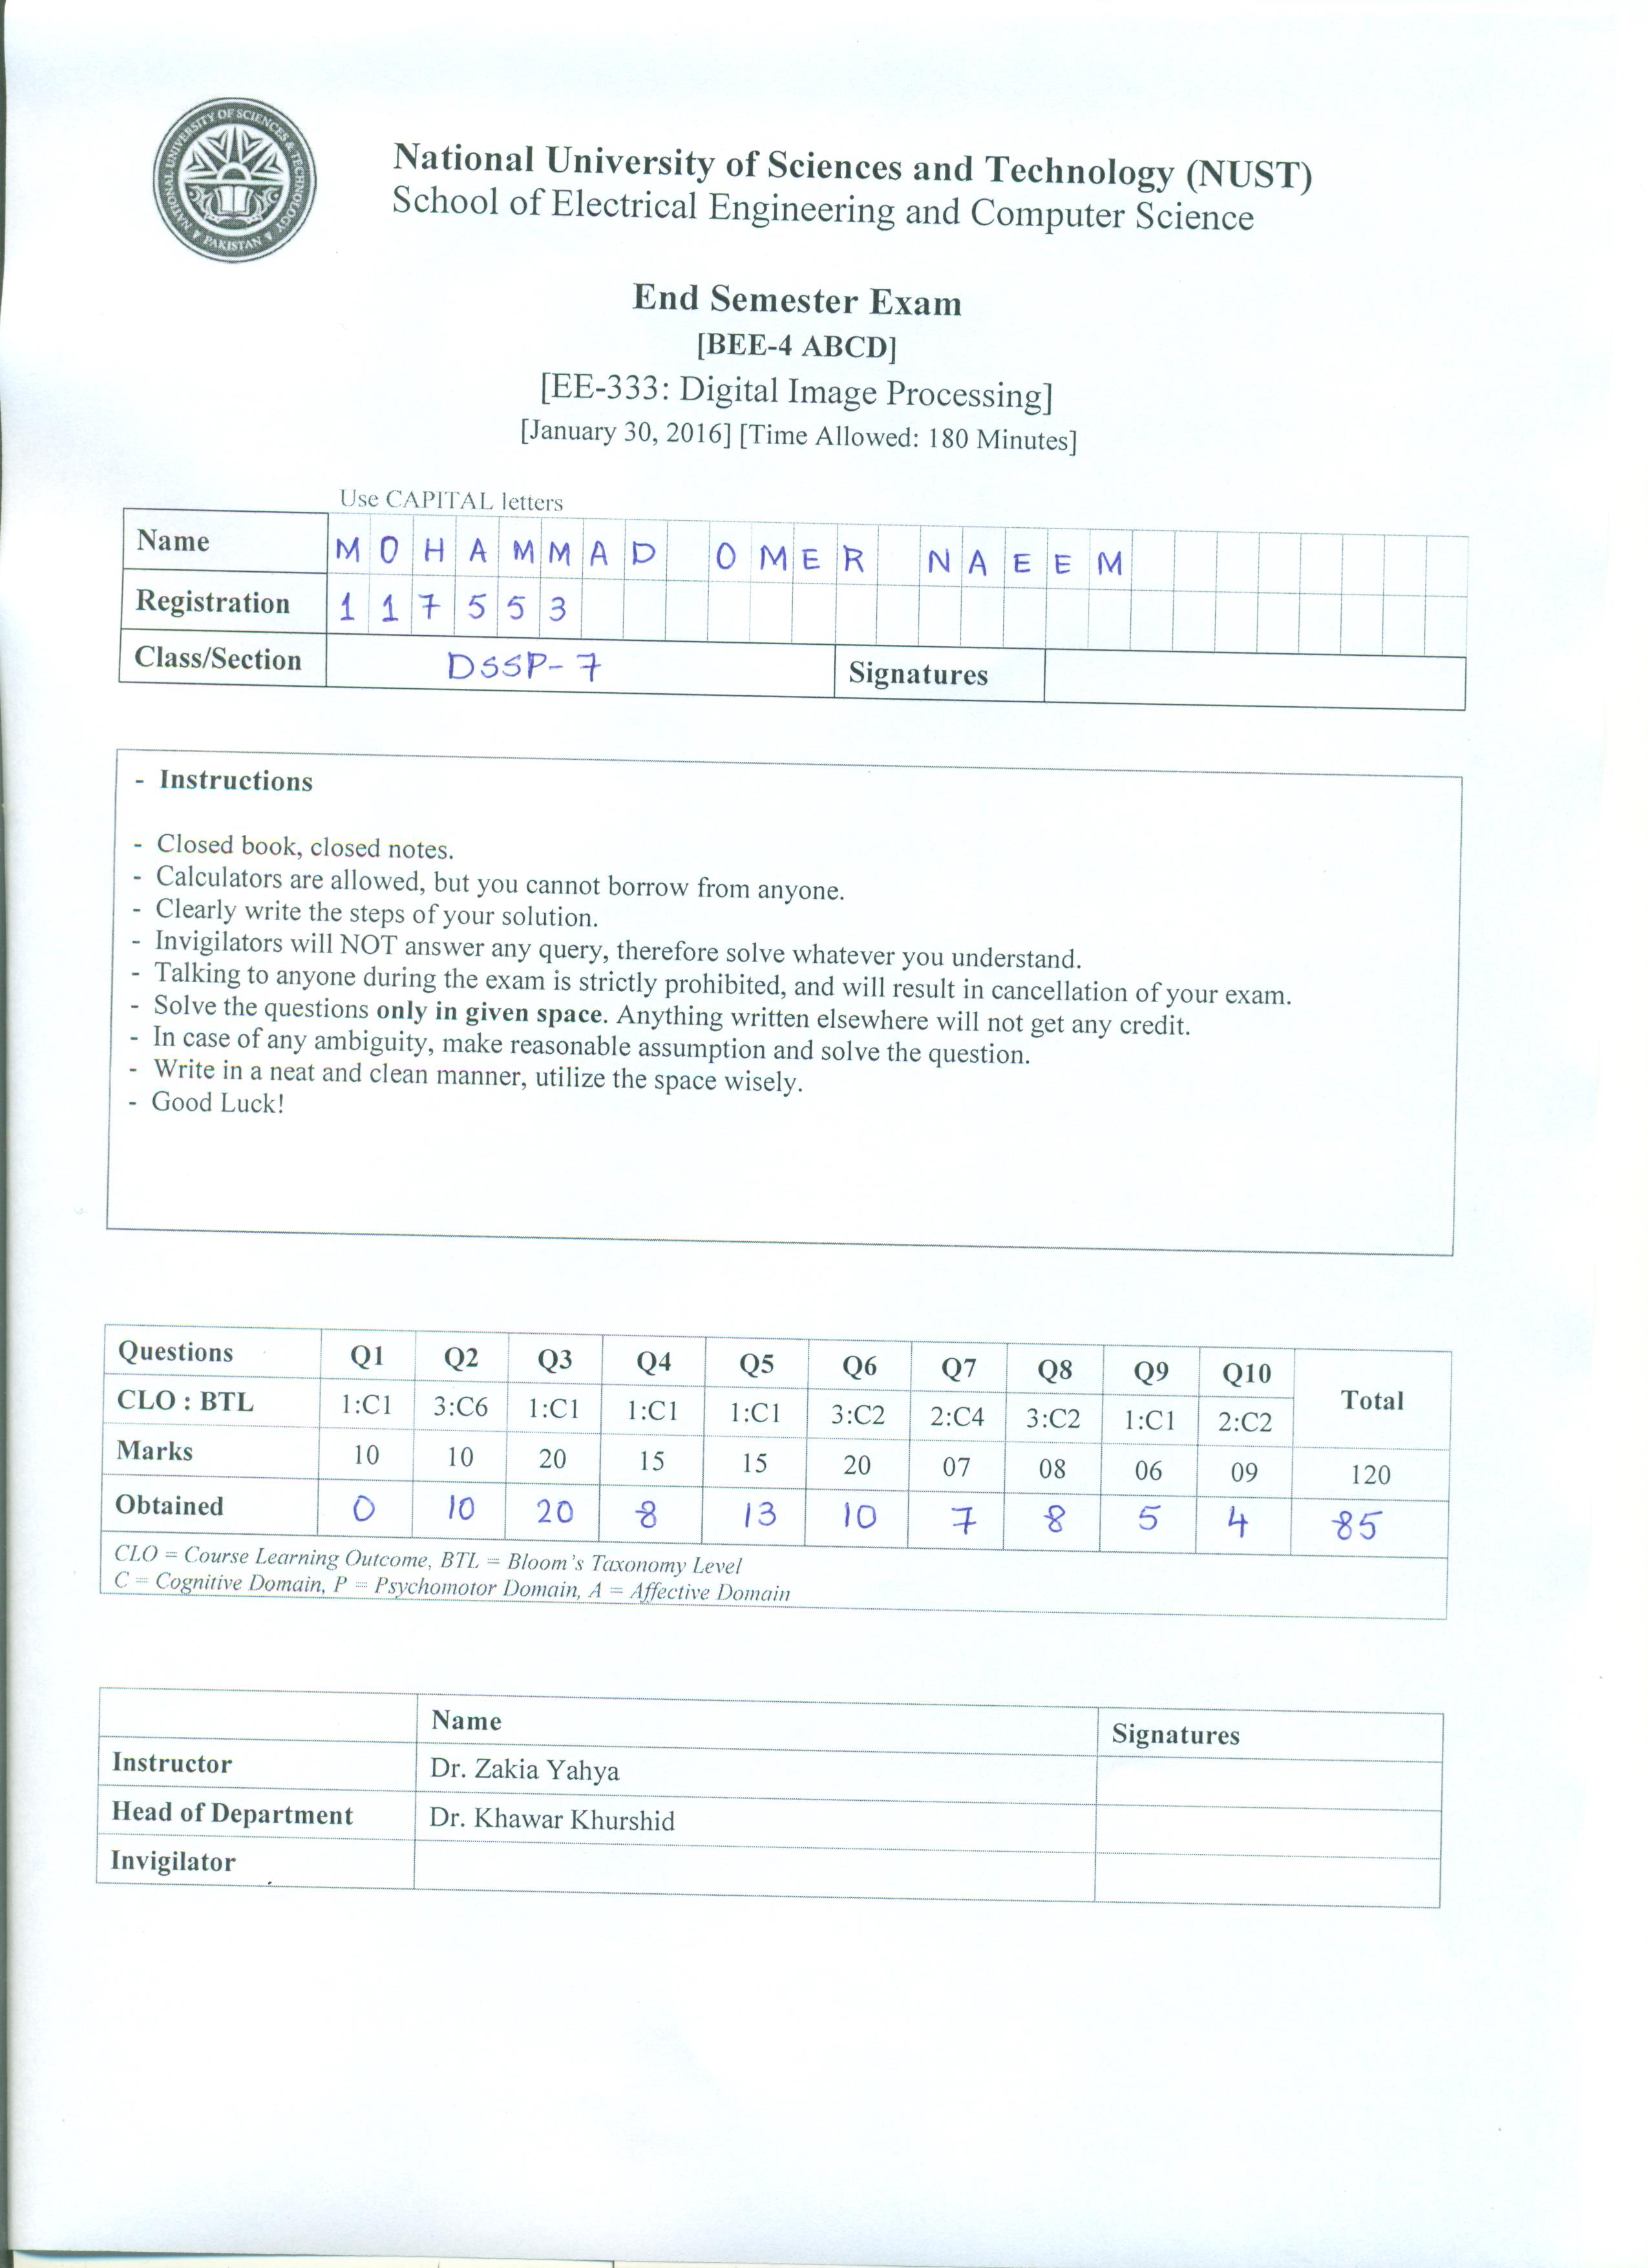 NATIONAL UNIVERSITY OF SCIENCES & TECHNOLOGY
PAKISTAN
National University of Sciences and Technology (NUST)
School of Electrical Engineering and Computer Science
End Semester Exam
[BEE-4 ABCD]
[EE-333: Digital Image Processing]
[January 30, 2016] [Time Allowed: 180 Minutes]
Use CAPITAL letters
Name MOHAMMAD OMER NAEEM
Registration 117553
Class/Section DSSP-7 Signatures
- Instructions
- Closed book, closed notes.
- Calculators are allowed, but you cannot borrow from anyone.
- Clearly write the steps of your solution.
- Invigilators will NOT answer any query, therefore solve whatever you understand.
- Talking to anyone during the exam is strictly prohibited, and will result in cancellation of your exam.
- Solve the questions only in given space. Anything written elsewhere will not get any credit.
- In case of any ambiguity, make reasonable assumption and solve the question.
- Write in a neat and clean manner, utilize the space wisely.
- Good Luck!
Questions Q1 Q2 Q3 Q4 Q5 Q6 Q7 Q8 Q9 Q10 Total
CLO : BTL 1:C1 3:C6 1:C1 1:C1 1:C1 3:C2 2:C4 3:C2 1:C1 2:C2
Marks 10 10 20 15 15 20 07 08 06 09 120
Obtained 0 10 20 8 13 10 7 8 5 4 85
CLO = Course Learning Outcome, BTL = Bloom's Taxonomy Level
C = Cognitive Domain, P = Psychomotor Domain, A = Affective Domain
Name Signatures
Instructor Dr. Zakia Yahya
Head of Department Dr. Khawar Khurshid
Invigilator